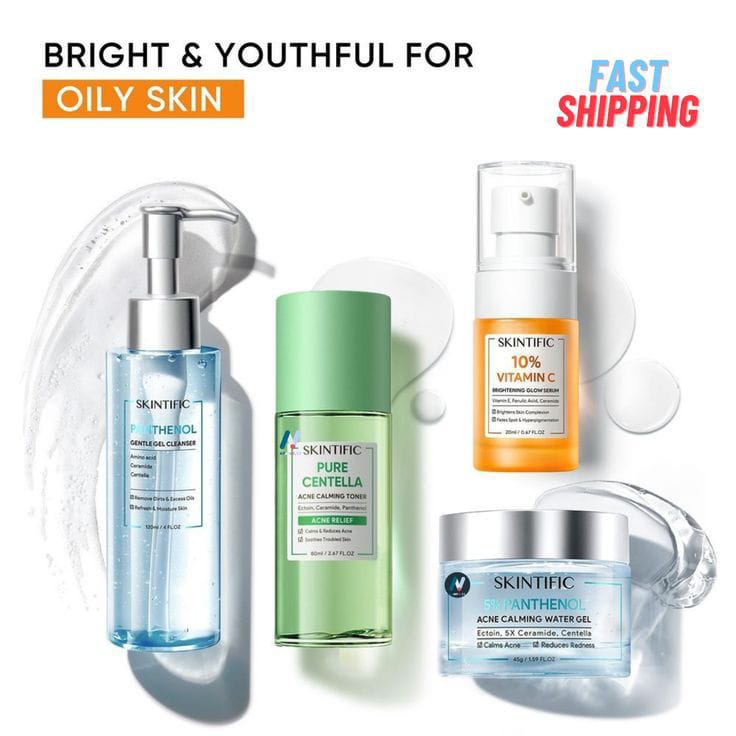 BRIGHT & YOUTHFUL FOR
OILY SKIN
FAST
SHIPPING
SKINTIFIC
PANTHENOL
GENTLE GEL CLEANSER
Amino acid
Ceramide
Centella
Remove Dirts & Excess Oils
Refresh & Moisture Skin
120ml / 4 FL.OZ
SKINTIFIC
PURE
CENTELLA
ACNE CALMING TONER
Ectoin, Ceramide, Panthenol
ACNE RELIEF
Calms & Reduces Acne
Soothes Troubled Skin
80ml / 2.67 FL.OZ
SKINTIFIC
10%
VITAMIN C
BRIGHTENING GLOW SERUM
Vitamin E, Ferulic Acid, Ceramide
Brightens Skin Complexion
Fades Spot & Hyperpigmentation
20ml / 0.67 FL.OZ
SKINTIFIC
5% PANTHENOL
ACNE CALMING WATER GEL
Ectoin, 5X Ceramide, Centella
Calms Acne Reduces Redness
45g / 1.59 FL.OZ